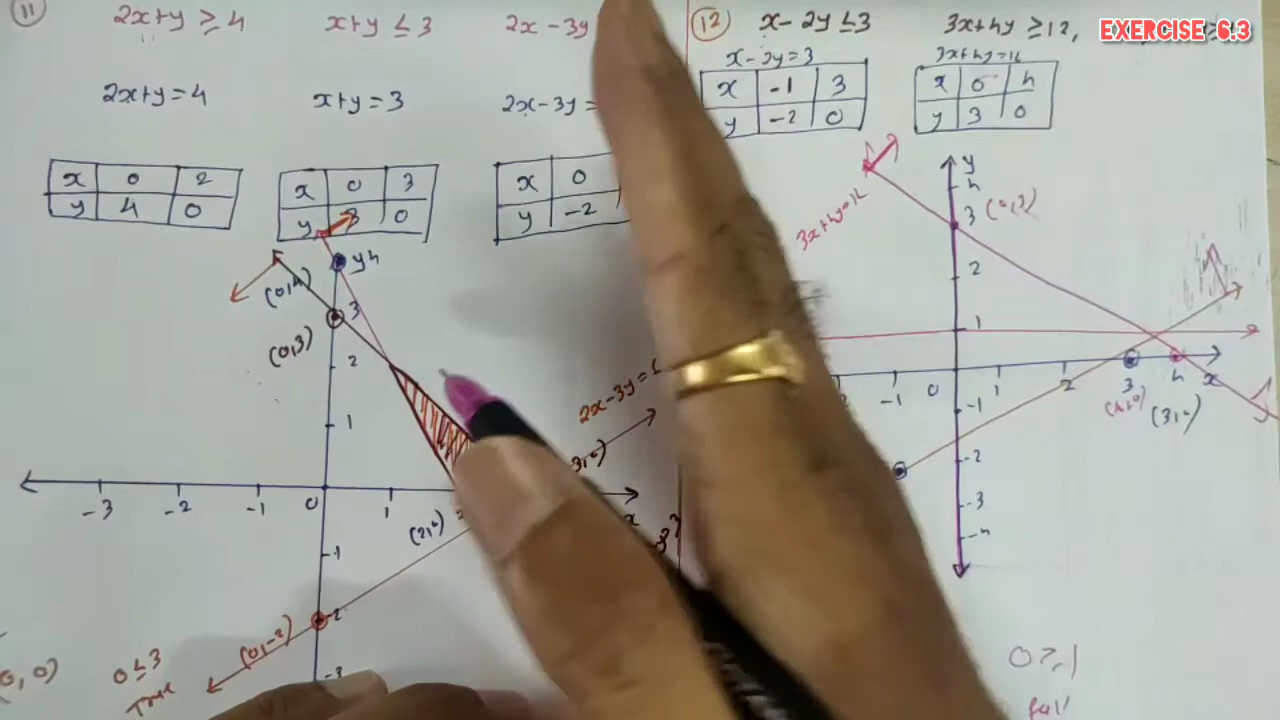 11 2x+y ≥ 4 x+y ≤ 3 2x - 3y
2x+y = 4 x+y = 3 2x - 3y =
x 0 2
y 4 0
x 0 3
y 3 0
x 0
y -2
(0,4)
y 4
(0,3)
3
2
1
-3 -2 -1 0 1
(2,0)
2x-3y=6
x
-1
2
-3
(0,-2)
0, 0)
0 ≤ 3
True
12 x - 2y ≤ 3 3x+4y ≥ 12,
EXERCISE 6.3
x - 2y = 3
x -1 3
y -2 0
3x+4y=12
x 0 4
y 3 0
3x+4y=12
y
4
3 (0,3)
2
1
-1 0 1 2 3 4 x
(4,0) (3,0)
-1
-2
-3
-4
0 ≥ 1